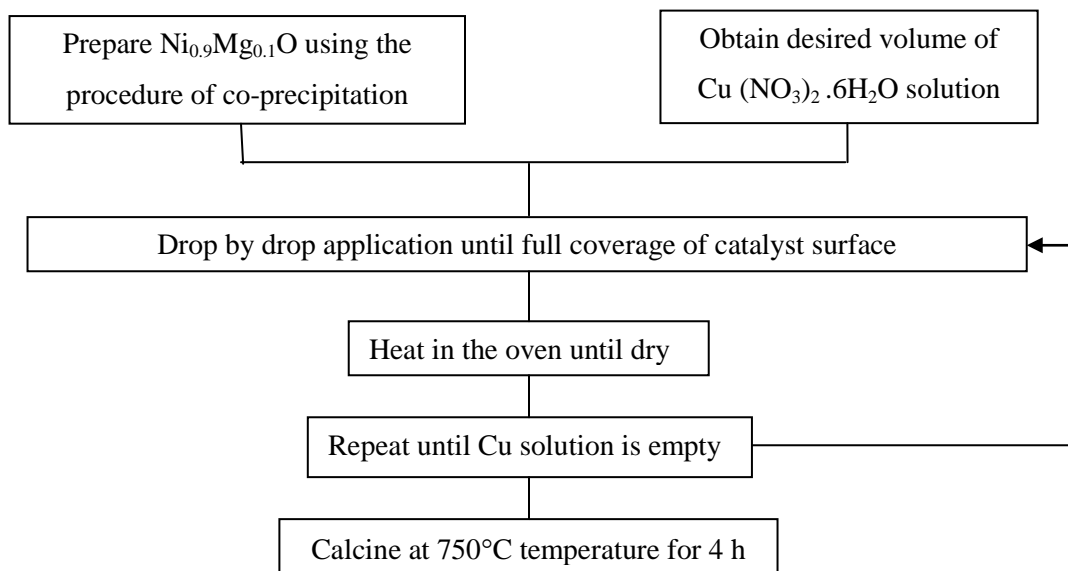 Prepare Ni₀.₉Mg₀.₁O using the
procedure of co-precipitation
Obtain desired volume of
Cu (NO₃)₂ .6H₂O solution
Drop by drop application until full coverage of catalyst surface
Heat in the oven until dry
Repeat until Cu solution is empty
Calcine at 750°C temperature for 4 h